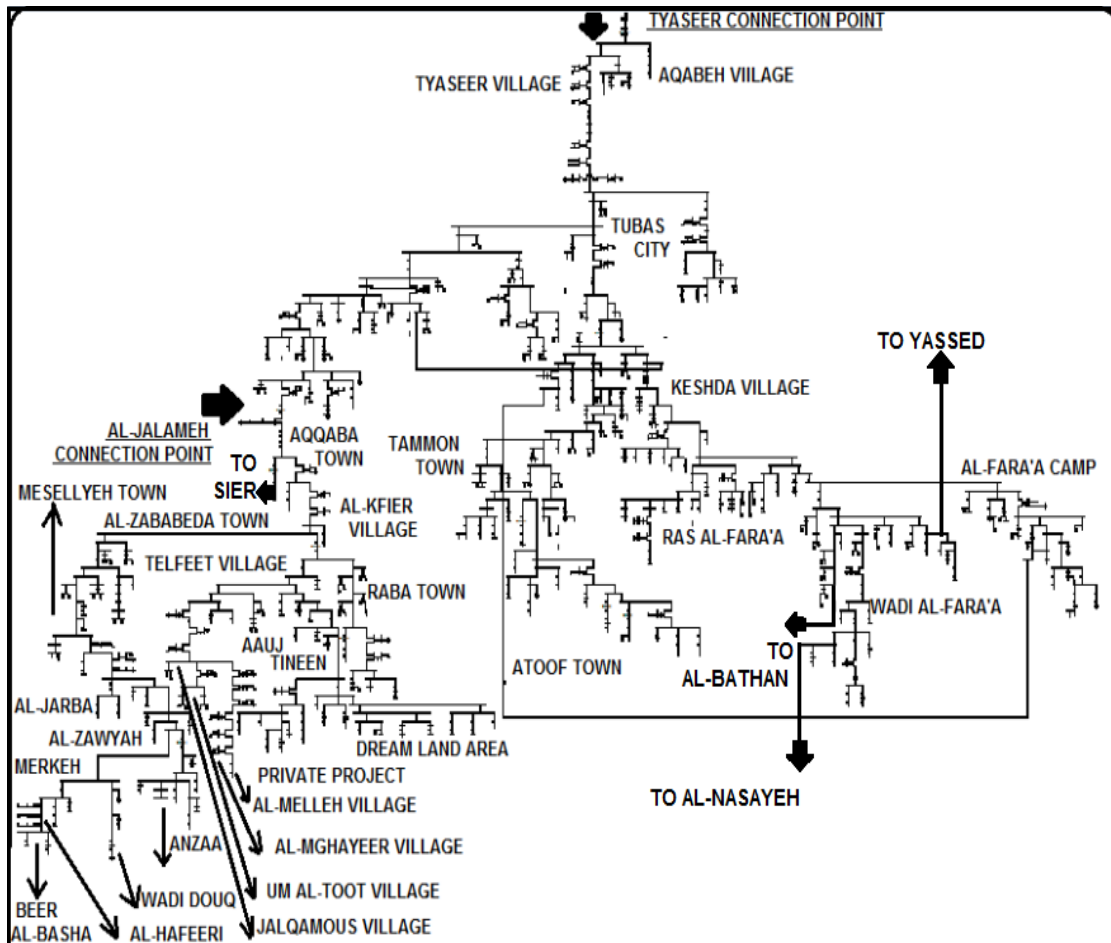 TYASEER CONNECTION POINT
TYASEER VILLAGE
AQABEH VIILAGE
TUBAS
CITY
TO YASSED
KESHDA VILLAGE
AL-JALAMEH
CONNECTION POINT
AQQABA
TOWN
TAMMON
TOWN
AL-FARA'A CAMP
TO
SIER
MESELLYEH TOWN
AL-KFIER
VILLAGE
AL-ZABABEDA TOWN
RAS AL-FARA'A
TELFEET VILLAGE
RABA TOWN
WADI AL-FARA'A
AAUJ
TINEEN
ATOOF TOWN
TO
AL-BATHAN
AL-JARBA
AL-ZAWYAH
DREAM LAND AREA
MERKEH
PRIVATE PROJECT
AL-MELLEH VILLAGE
TO AL-NASAYEH
ANZAA
AL-MGHAYEER VILLAGE
WADI DOUQ
UM AL-TOOT VILLAGE
BEER
AL-BASHA
AL-HAFEERI
JALQAMOUS VILLAGE